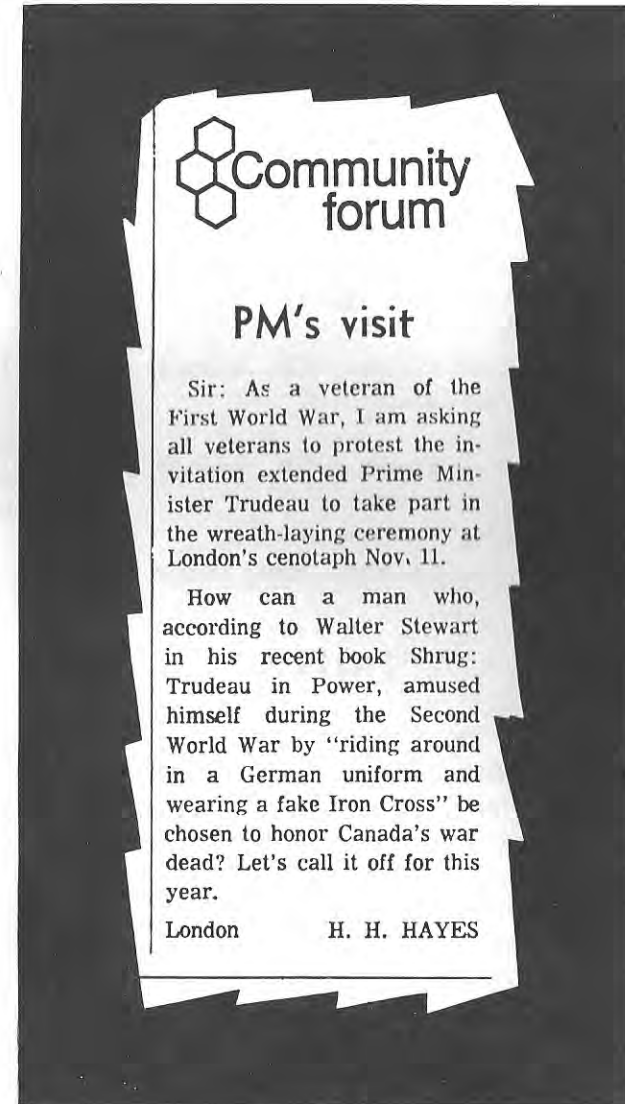 Community
forum
PM's visit
Sir: As a veteran of the
First World War, I am asking
all veterans to protest the in-
vitation extended Prime Min-
ister Trudeau to take part in
the wreath-laying ceremony at
London's cenotaph Nov. 11.
How can a man who,
according to Walter Stewart
in his recent book Shrug:
Trudeau in Power, amused
himself during the Second
World War by "riding around
in a German uniform and
wearing a fake Iron Cross" be
chosen to honor Canada's war
dead? Let's call it off for this
year.
London H. H. HAYES